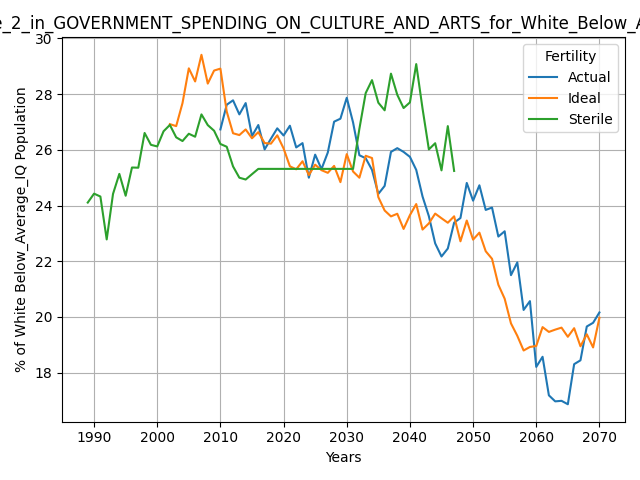 e_2_in_GOVERNMENT_SPENDING_ON_CULTURE_AND_ARTS_for_White_Below_A
% of White Below_Average_IQ Population
30
28
26
24
22
20
18
Fertility
Actual
Ideal
Sterile
1990 2000 2010 2020 2030 2040 2050 2060 2070
Years